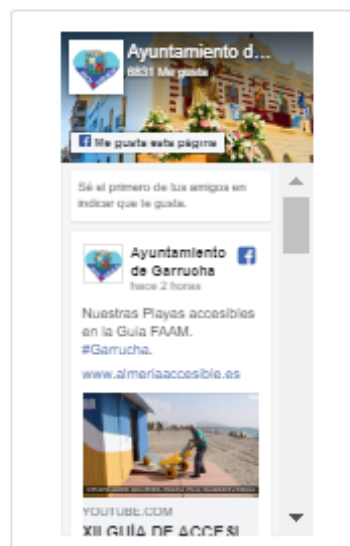 Ayuntamiento d...
6831 Me gusta
Me gusta esta página
Sé el primero de tus amigos en
indicar que te gusta.
Ayuntamiento
de Garrucha
hace 2 horas
Nuestras Playas accesibles
en la Guía FAAM.
#Garrucha.
www.almeriaaccesible.es
YOUTUBE.COM
XII GUÍA DE ACCESI